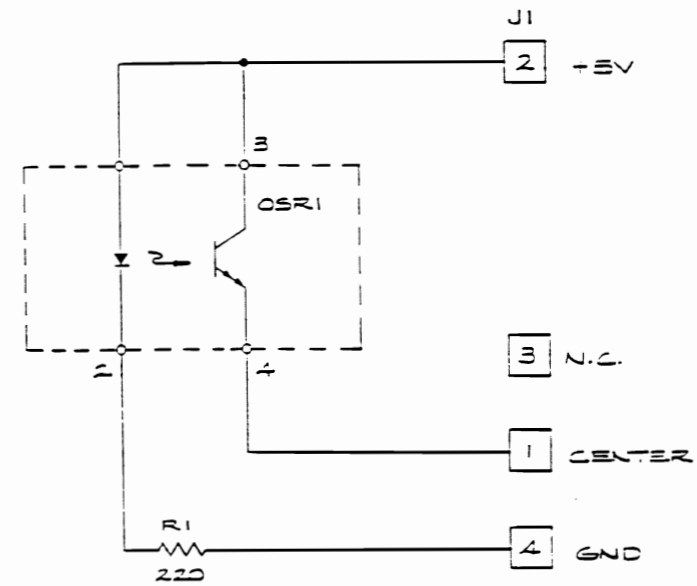 J1
2 +5V
3
OSR1
3 N.C.
2 4
1 CENTER
R1
220
4 GND